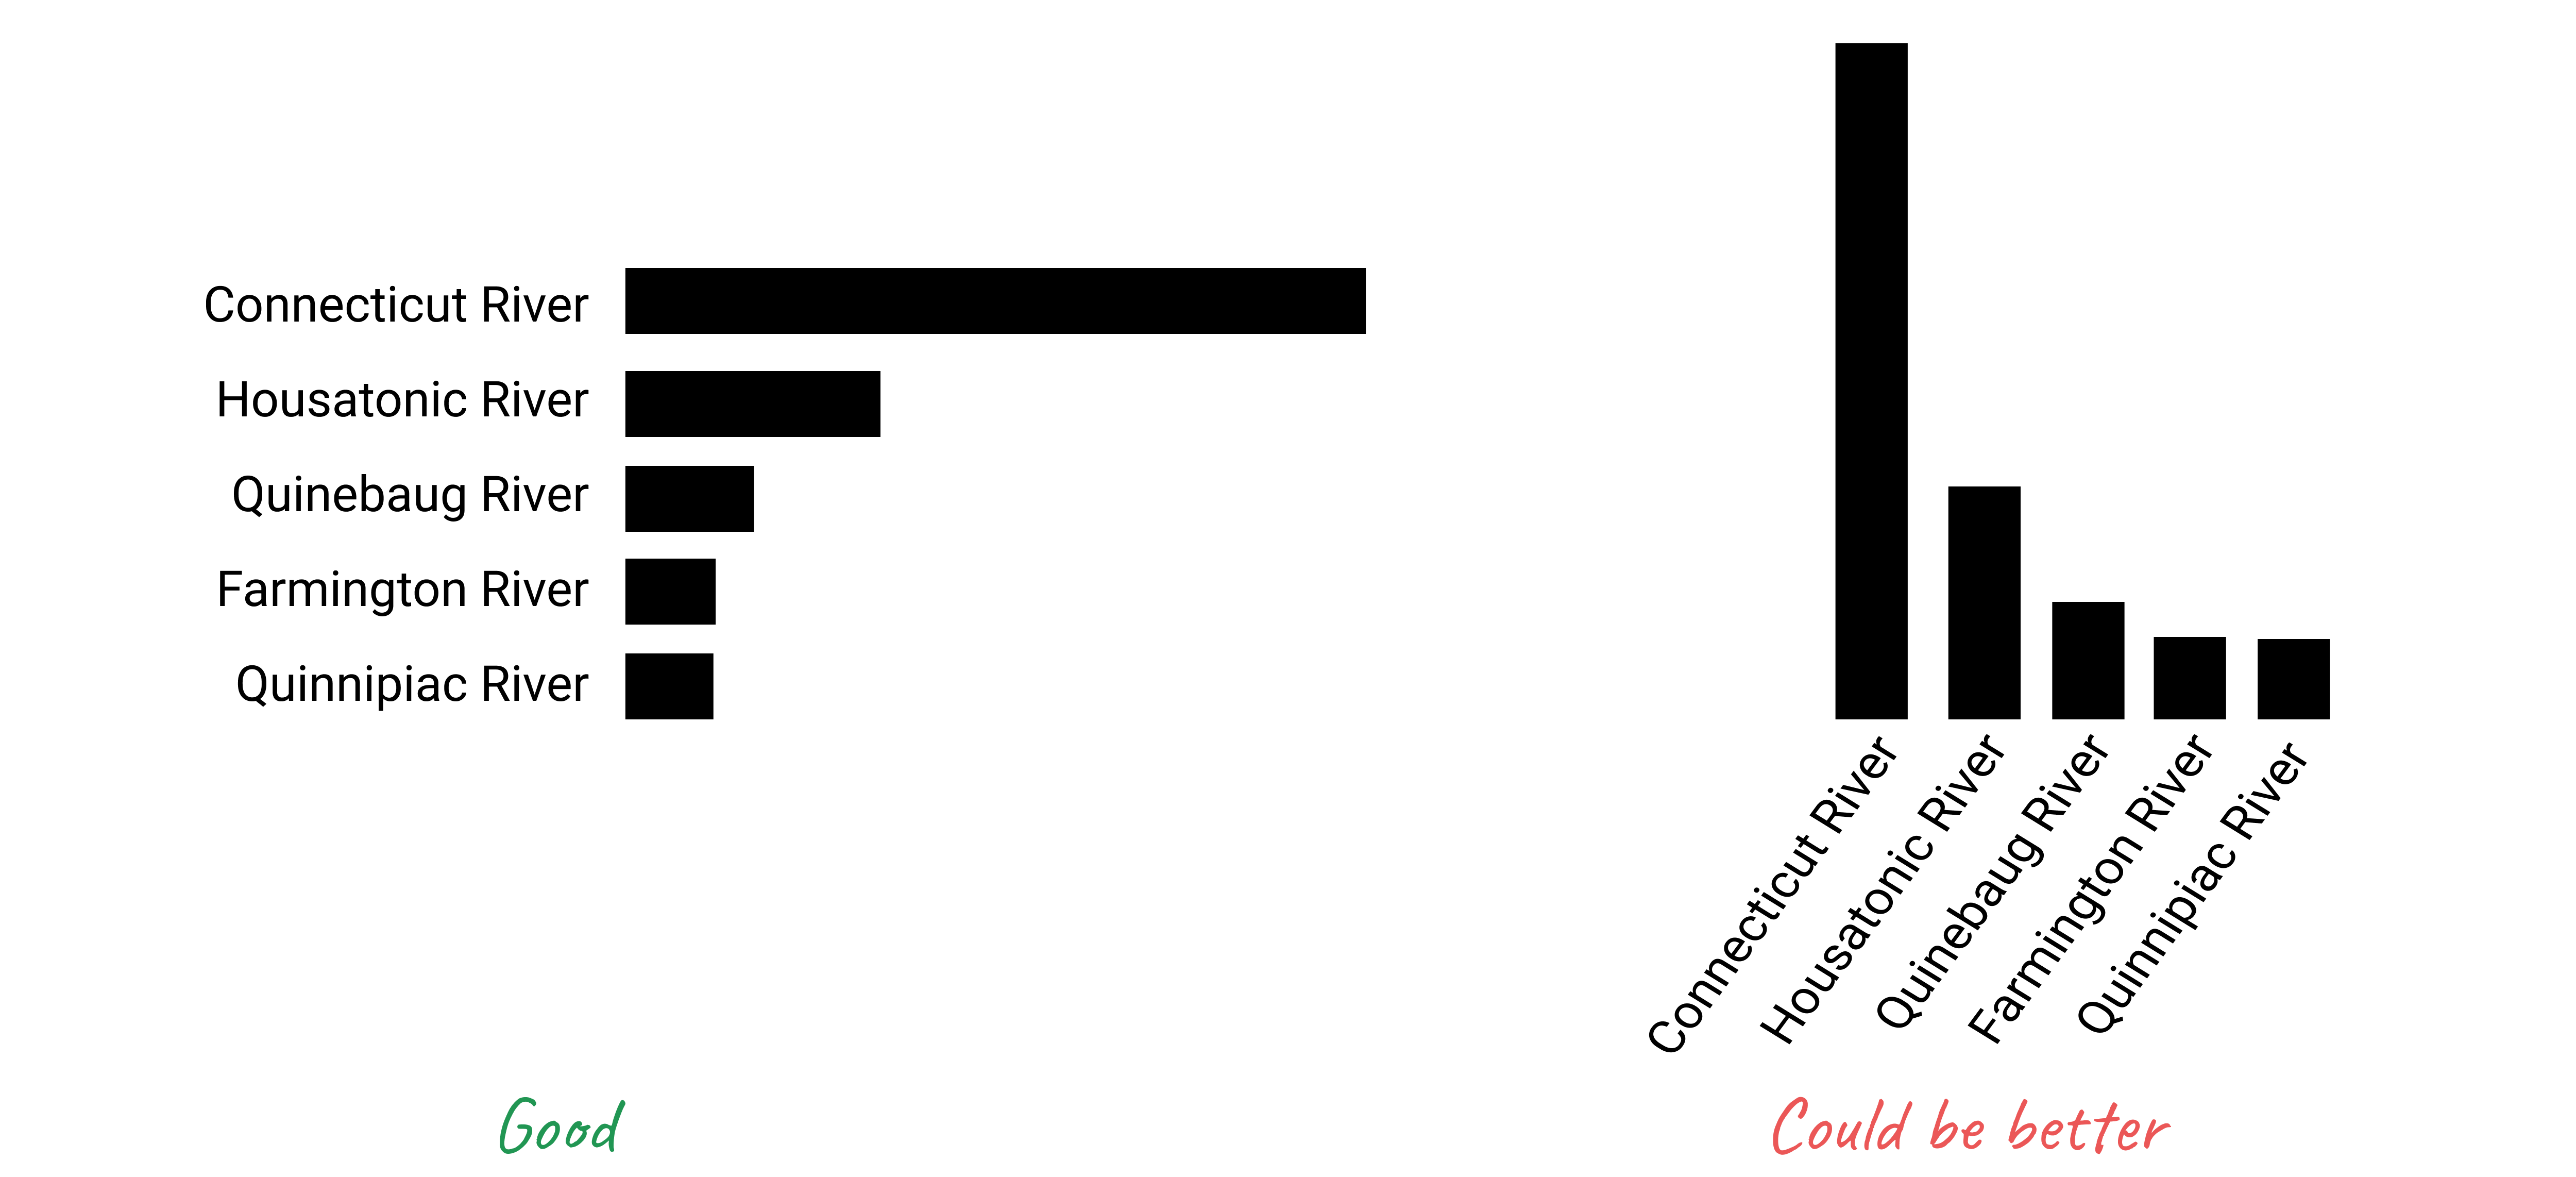 Connecticut River
Housatonic River
Quinebaug River
Farmington River
Quinnipiac River
Connecticut River
Housatonic River
Quinebaug River
Farmington River
Quinnipiac River
Good
Could be better